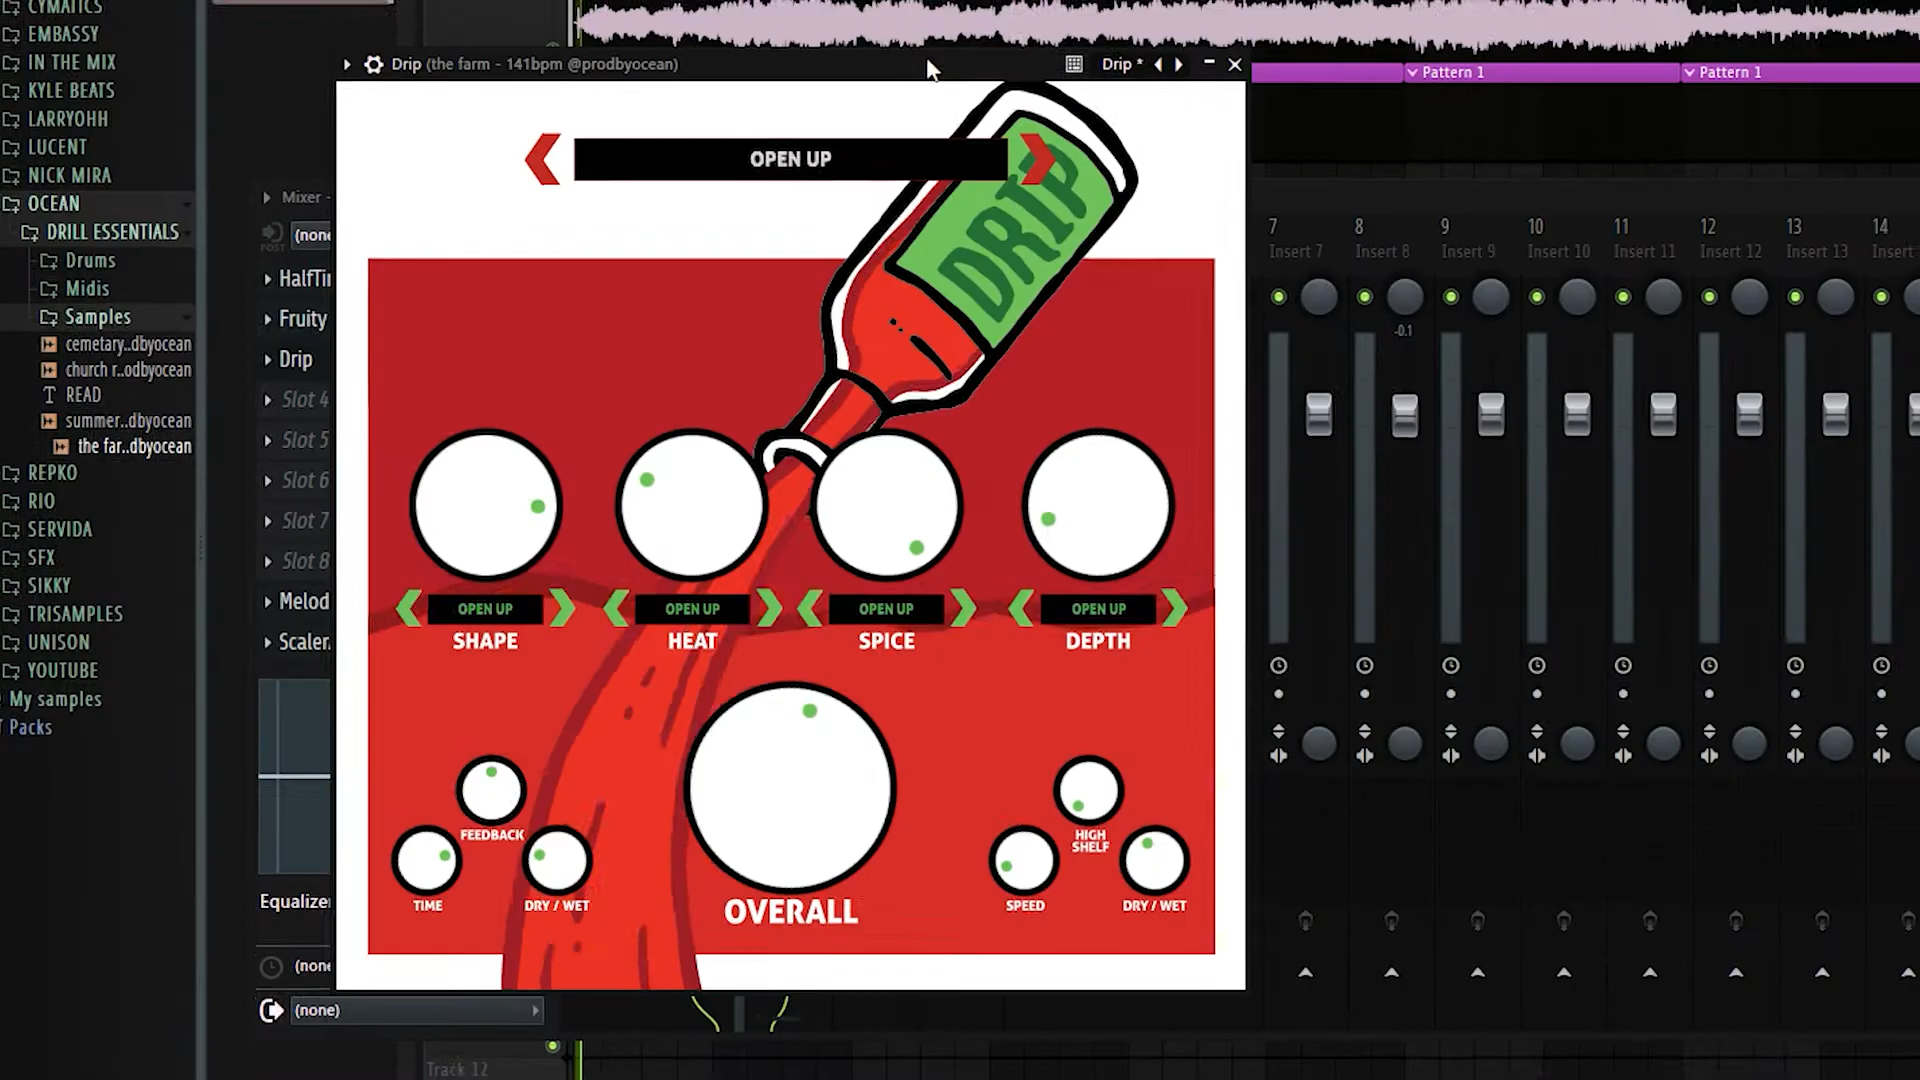 CYMATICS
EMBASSY
IN THE MIX
KYLE BEATS
LARRYOHH
LUCENT
NICK MIRA
OCEAN
DRILL ESSENTIALS
Drums
Midis
Samples
cemetary..dbyocean
church r..odbyocean
READ
summer..dbyocean
the far..dbyocean
REPKO
RIO
SERVIDA
SFX
SIKKY
TRISAMPLES
UNISON
YOUTUBE
My samples
Packs
Drip (the farm - 141bpm @prodbyocean)
Drip *
OPEN UP
DRIP
OPEN UP
SHAPE
OPEN UP
HEAT
OPEN UP
SPICE
OPEN UP
DEPTH
FEEDBACK
TIME
DRY / WET
OVERALL
HIGH
SHELF
SPEED
DRY / WET
Mixer -
POST
(none
HalfTi
Fruity
Drip
Slot 4
Slot 5
Slot 6
Slot 7
Slot 8
Melod
Scaler
Equalize
(none
(none)
Track 12
Pattern 1
Pattern 1
7
Insert 7
8
Insert 8
9
Insert 9
10
Insert 10
11
Insert 11
12
Insert 12
13
Insert 13
14
Insert
-0.1